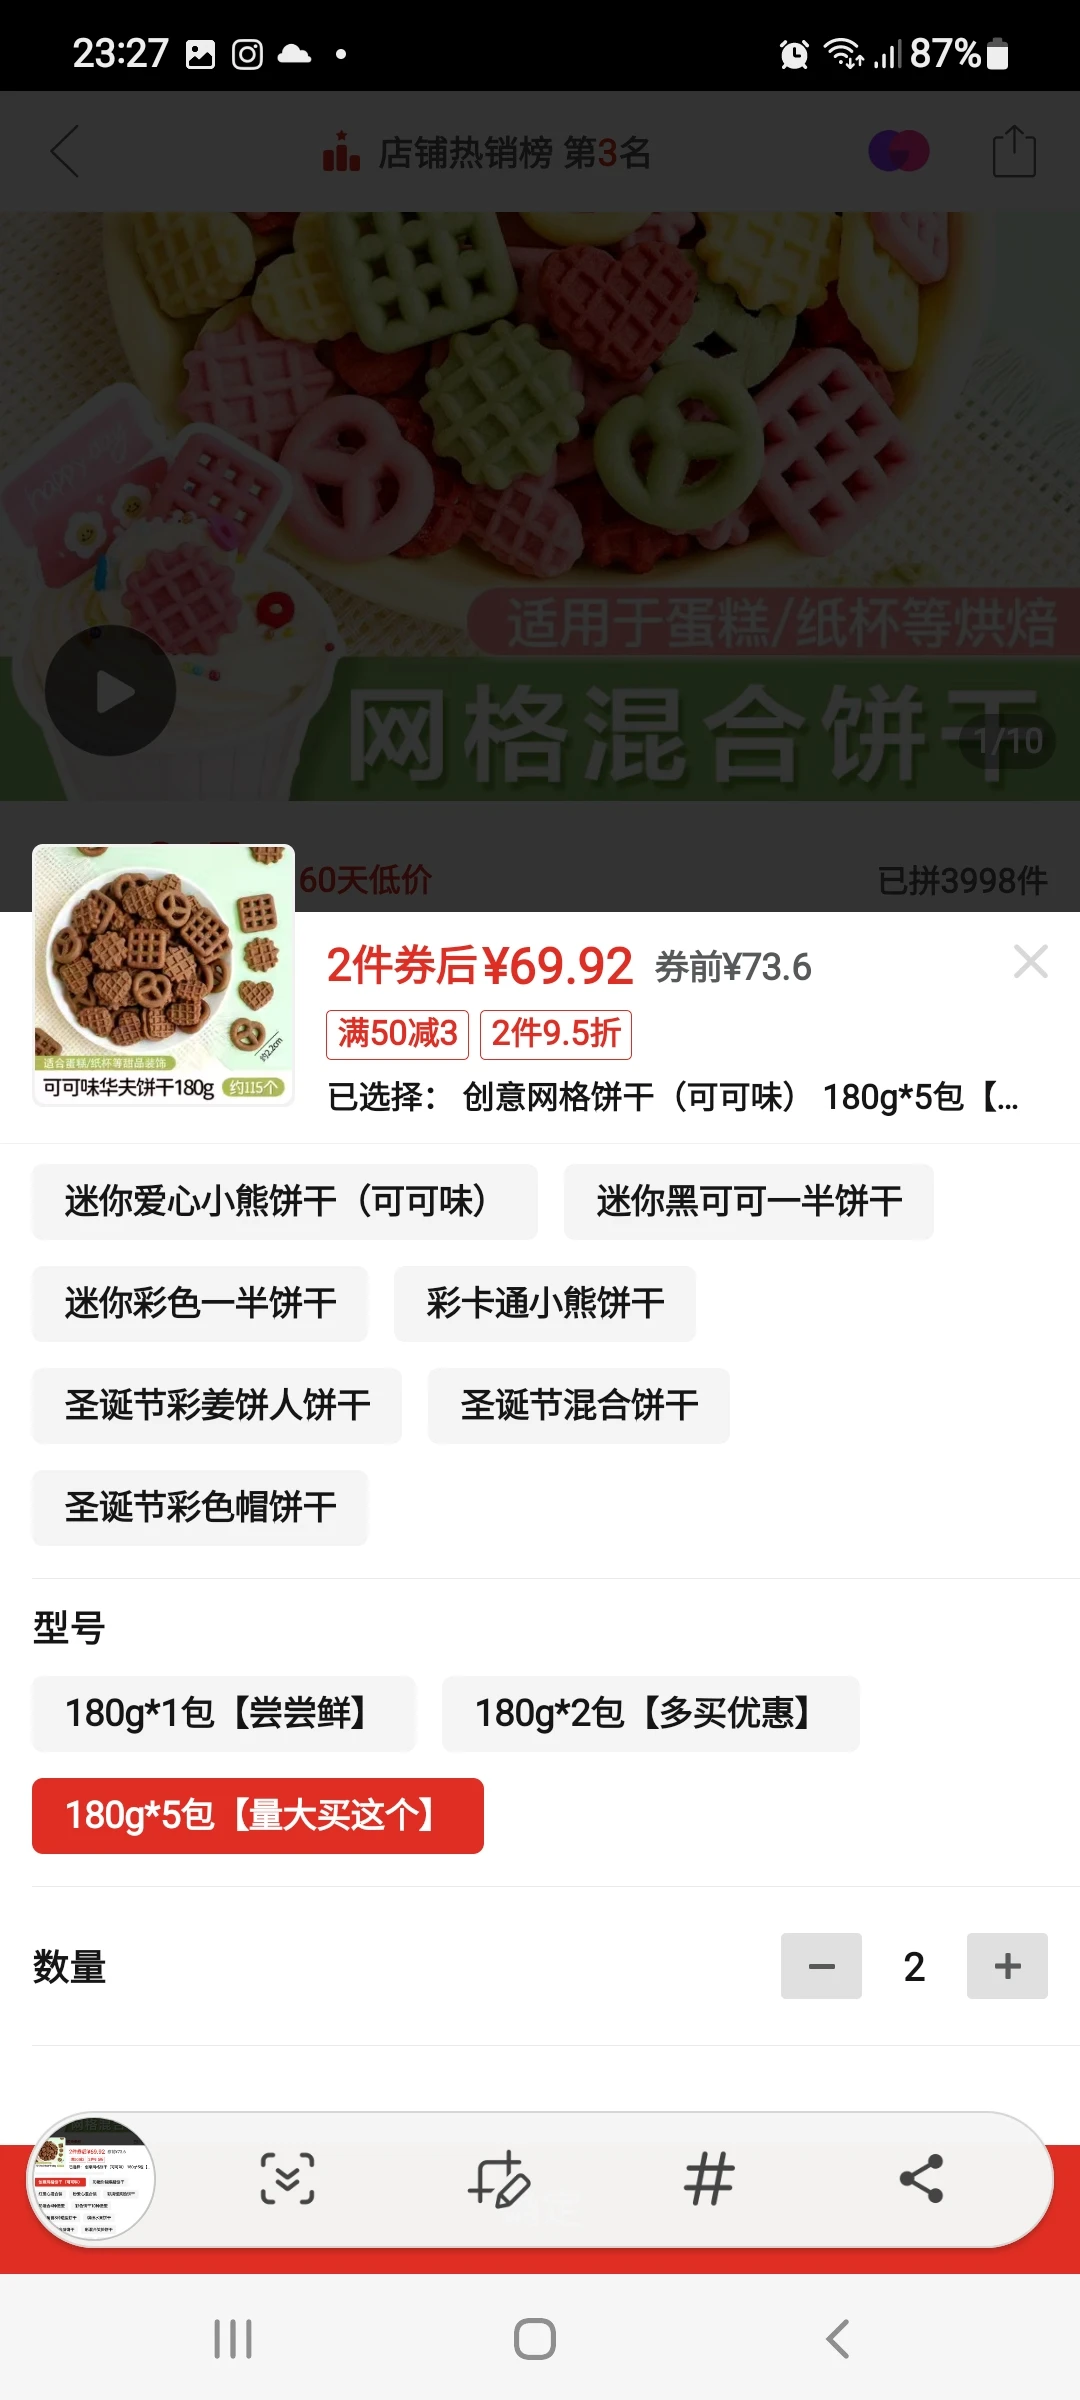 23:27
87%
店铺热销榜 第3名
适用于蛋糕/纸杯等烘焙
网格混合饼干
1/10
60天低价
已拼3998件
适合蛋糕/纸杯等甜品装饰
约2.2cm
可可味华夫饼干180g 约115个
2件券后¥69.92 券前¥73.6
满50减3 2件9.5折
已选择： 创意网格饼干（可可味） 180g*5包【...
迷你爱心小熊饼干（可可味） 迷你黑可可一半饼干
迷你彩色一半饼干 彩卡通小熊饼干
圣诞节彩姜饼人饼干 圣诞节混合饼干
圣诞节彩色帽饼干
型号
180g*1包【尝尝鲜】 180g*2包【多买优惠】
180g*5包【量大买这个】
数量 2